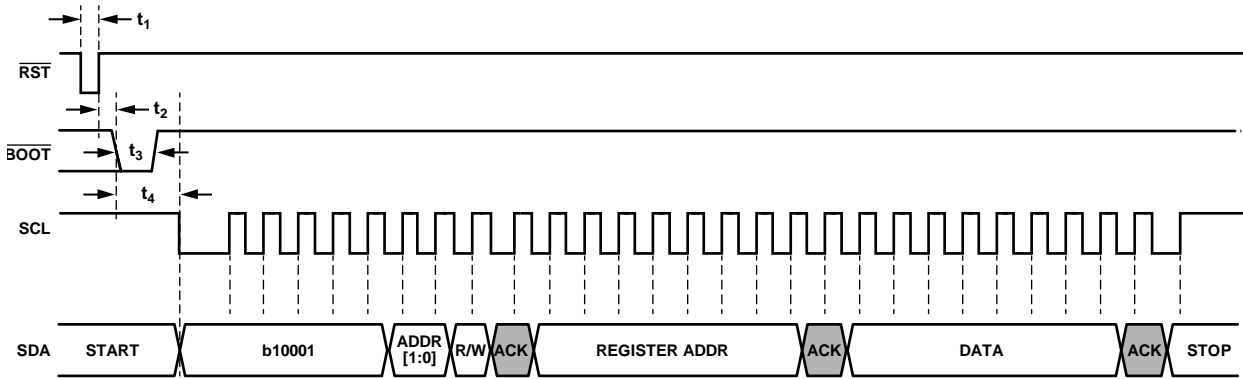 t1
RST
t2
BOOT
t3
t4
SCL
SDA
START
b10001
ADDR
[1:0]
R/W
ACK
REGISTER ADDR
ACK
DATA
ACK
STOP